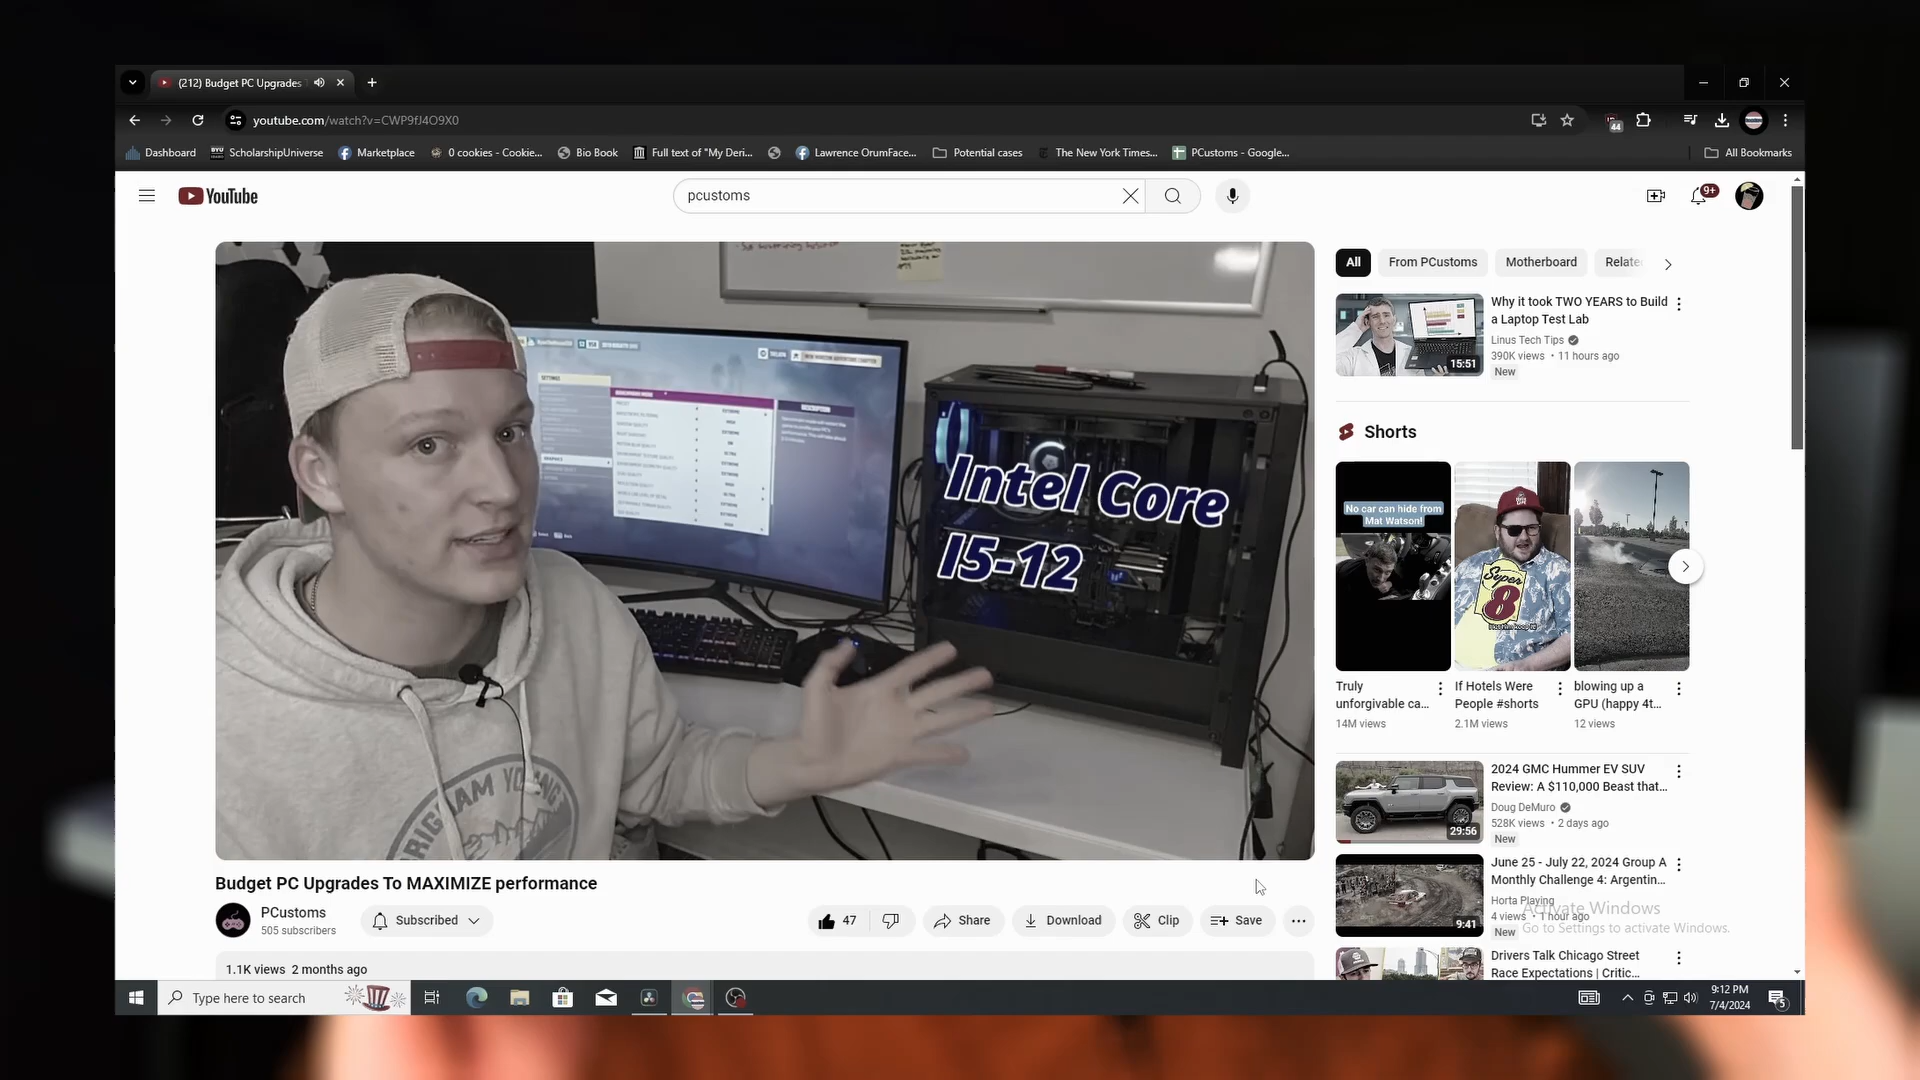 (212) Budget PC Upgrades
youtube.com/watch?v=CWP9fJ4O9X0
44
Dashboard
ScholarshipUniverse
Marketplace
0 cookies - Cookie...
Bio Book
Full text of "My Deri...
Lawrence OrumFace...
Potential cases
The New York Times...
PCustoms - Google...
All Bookmarks
YouTube
pcustoms
9+
All
From PCustoms
Motherboard
Relate
Intel Core
I5-12
Why it took TWO YEARS to Build
a Laptop Test Lab
Linus Tech Tips
390K views • 11 hours ago
New
15:51
Shorts
No car can hide from
Mat Watson!
Super
8
Truly
unforgivable ca...
14M views
If Hotels Were
People #shorts
2.1M views
blowing up a
GPU (happy 4t...
12 views
2024 GMC Hummer EV SUV
Review: A $110,000 Beast that...
Doug DeMuro
528K views • 2 days ago
New
29:56
June 25 - July 22, 2024 Group A
Monthly Challenge 4: Argentin...
Horta Playing
4 views • 1 hour ago
New
9:41
Drivers Talk Chicago Street
Race Expectations | Critic...
Activate Windows
Go to Settings to activate Windows.
Budget PC Upgrades To MAXIMIZE performance
PCustoms
505 subscribers
Subscribed
47
Share
Download
Clip
Save
1.1K views 2 months ago
Type here to search
9:12 PM
7/4/2024
5